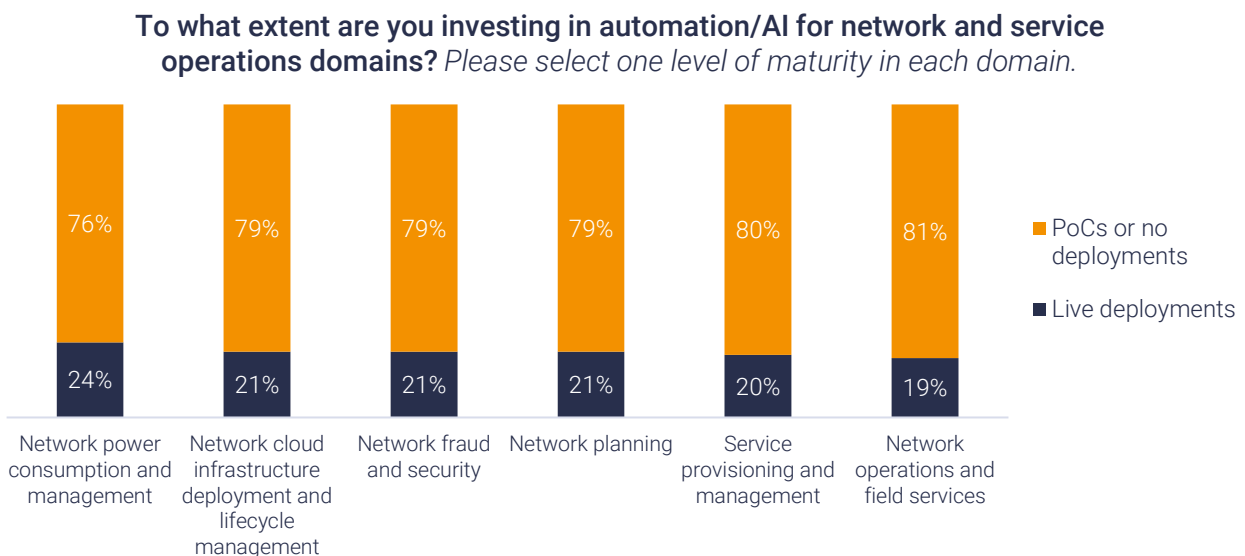 To what extent are you investing in automation/AI for network and service
operations domains? Please select one level of maturity in each domain.
76%
79%
79%
79%
80%
81%
24%
21%
21%
21%
20%
19%
PoCs or no
deployments
Live deployments
Network power
consumption and
management
Network cloud
infrastructure
deployment and
lifecycle
management
Network fraud
and security
Network planning
Service
provisioning and
management
Network
operations and
field services